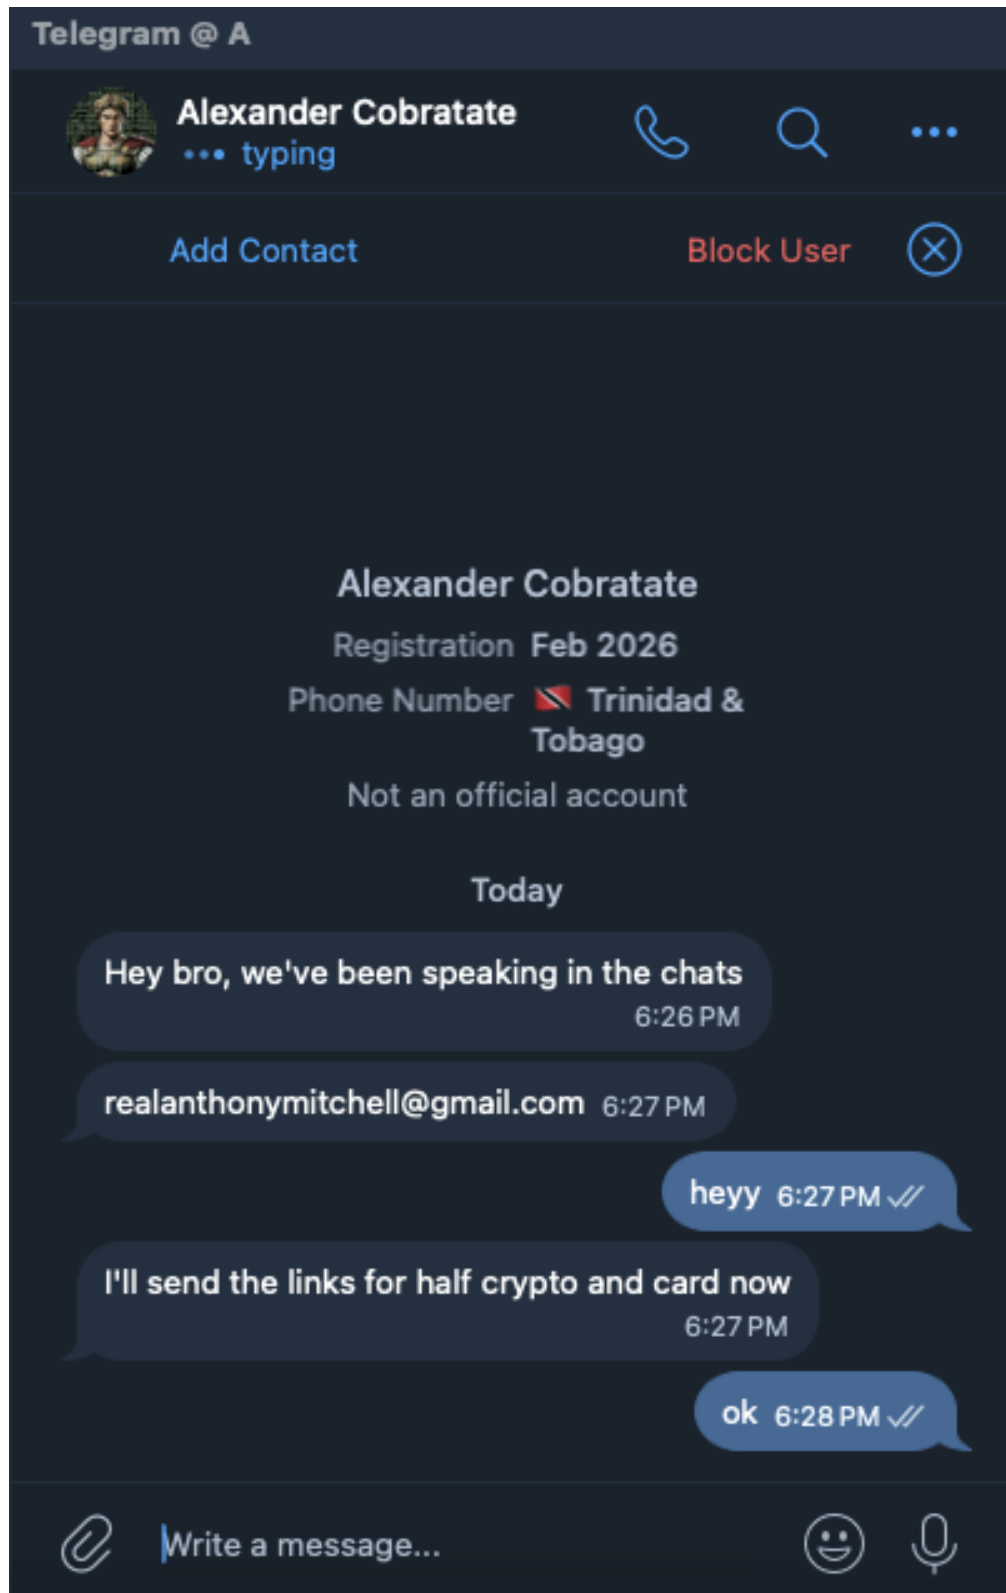 Telegram @ A
Alexander Cobratate
typing
Add Contact
Block User
Alexander Cobratate
Registration Feb 2026
Phone Number 🇹🇹 Trinidad &
Tobago
Not an official account
Today
Hey bro, we've been speaking in the chats
6:26 PM
realanthonymitchell@gmail.com 6:27 PM
heyy 6:27 PM
I'll send the links for half crypto and card now
6:27 PM
ok 6:28 PM
Write a message...